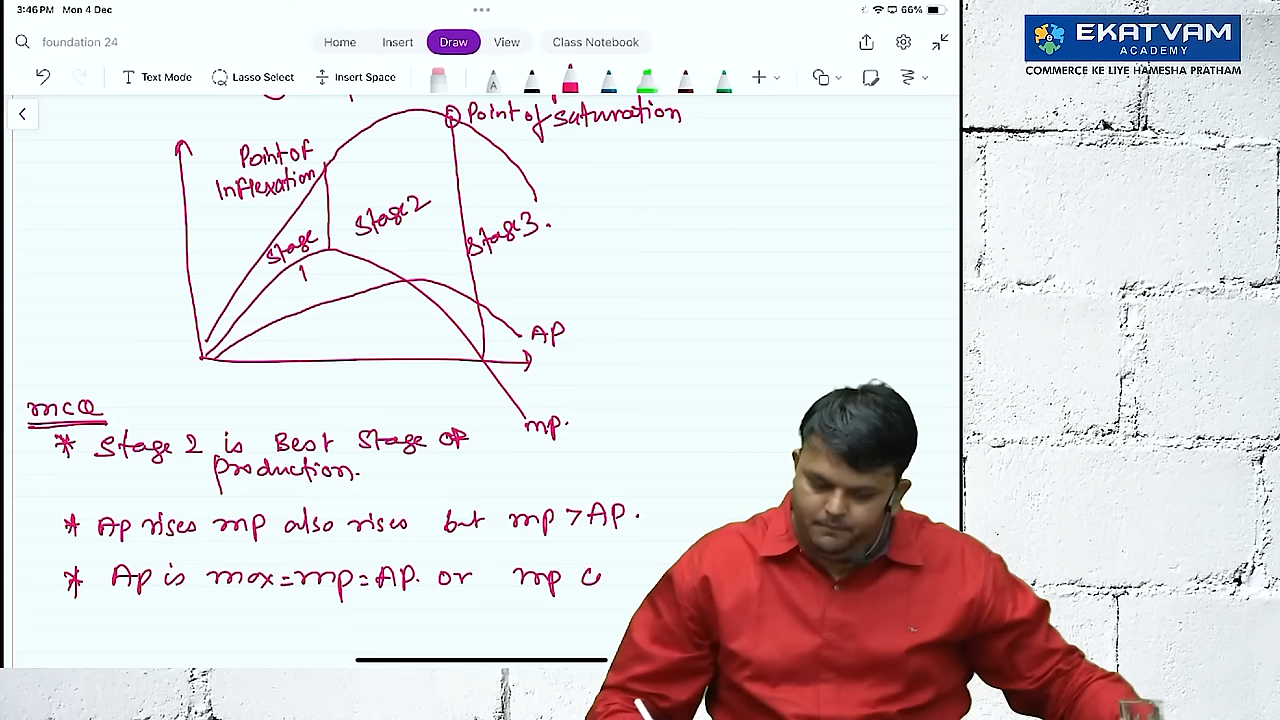 3:46 PM Mon 4 Dec
66%
foundation 24
Home Insert Draw View Class Notebook
Text Mode Lasso Select Insert Space
EKATVAM
ACADEMY
COMMERCE KE LIYE HAMESHA PRATHAM
Point of saturation
Point of
Inflexation
Stage 2
Stage
1
Stage 3.
AP
mp.
MCQ
* Stage 2 is Best Stage of
production.
* AP rises mp also rises but mp > AP.
* AP is max = mp = AP. or mp c